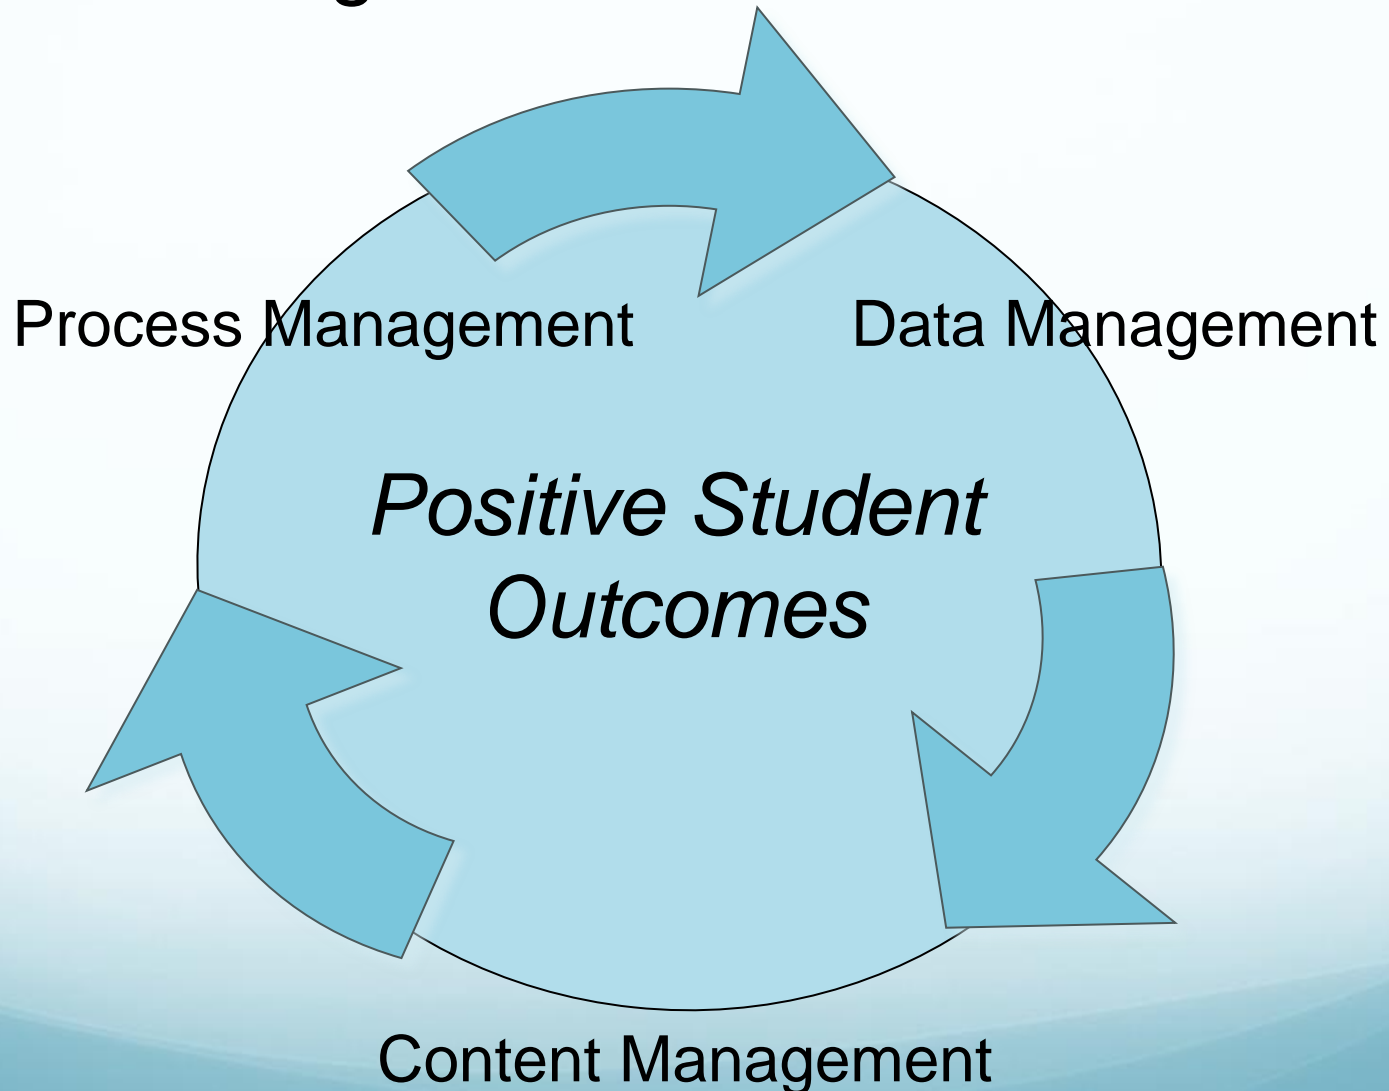 Process Management
Data Management
Positive Student
Outcomes
Content Management